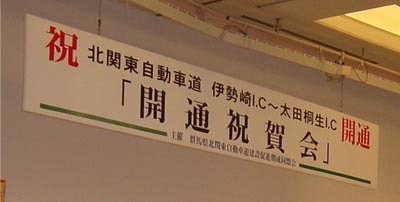 祝 北関東自動車道 伊勢崎I.C～太田桐生I.C 開通
「開通祝賀会」
主催 群馬県北関東自動車道建設促進期成同盟会